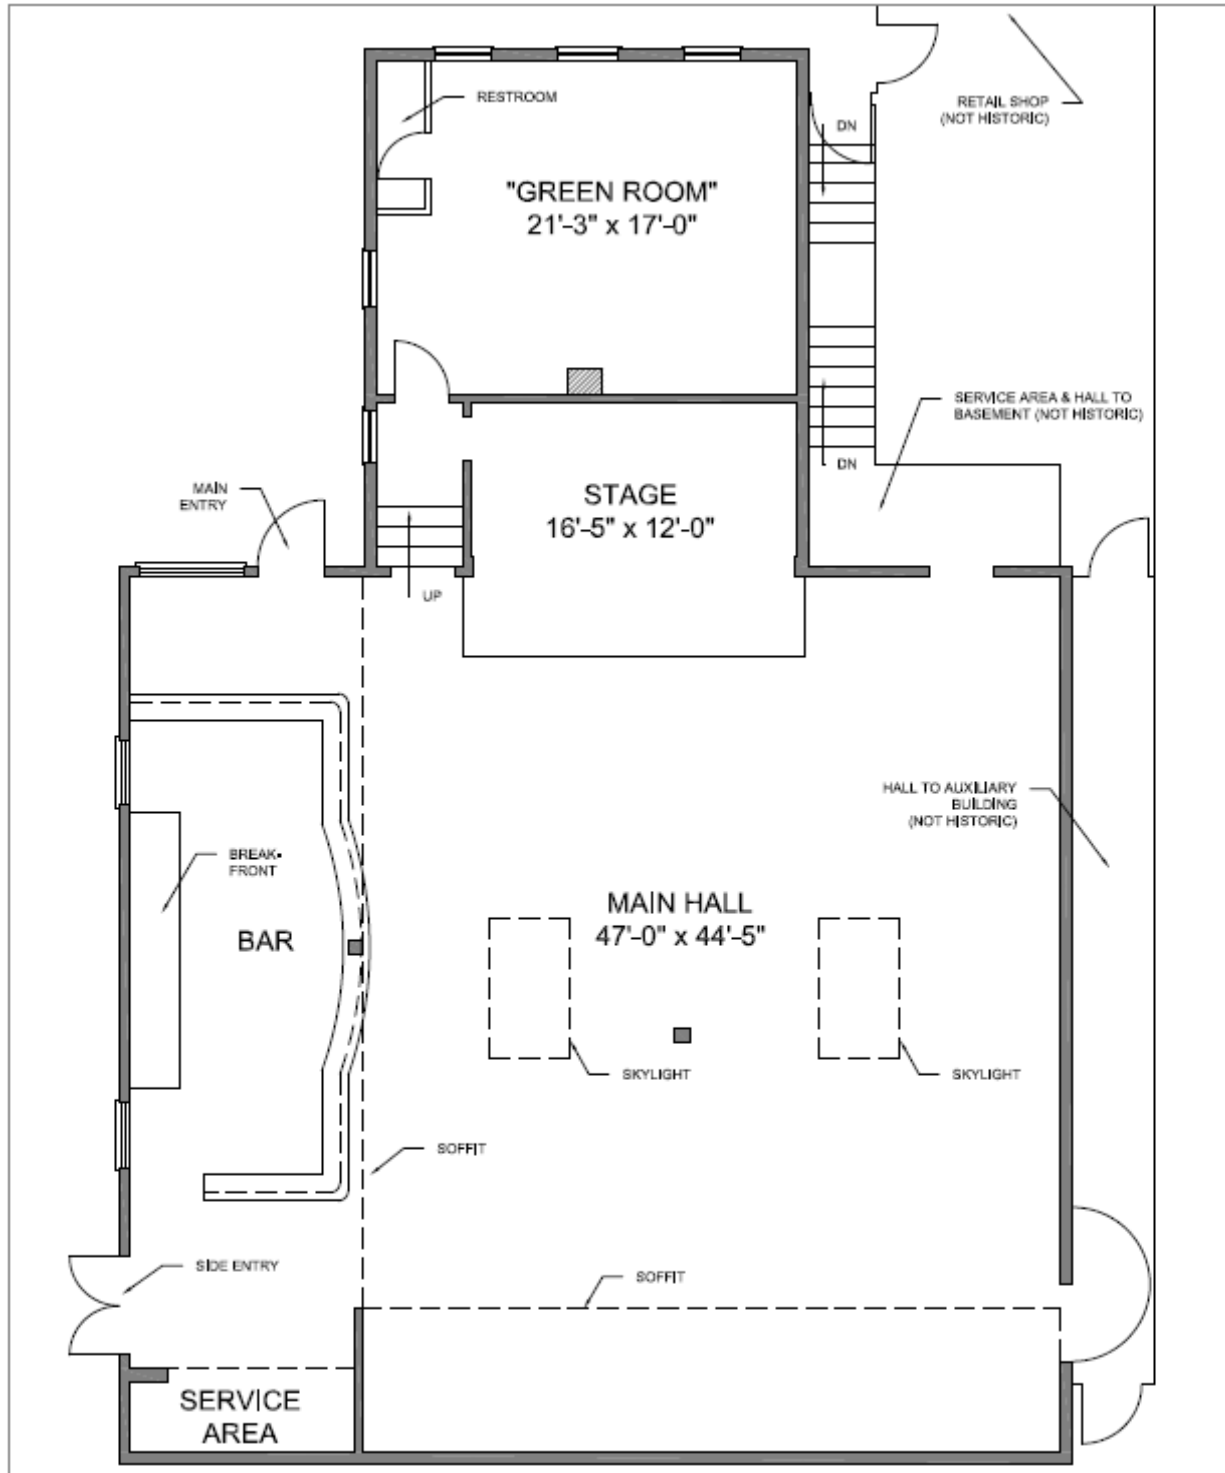 RETAIL SHOP
(NOT HISTORIC)
RESTROOM
DN
"GREEN ROOM"
21'-3" x 17'-0"
SERVICE AREA & HALL TO
BASEMENT (NOT HISTORIC)
DN
MAIN
ENTRY
STAGE
16'-5" x 12'-0"
UP
HALL TO AUXILIARY
BUILDING
(NOT HISTORIC)
BREAK-
FRONT
BAR
MAIN HALL
47'-0" x 44'-5"
SKYLIGHT
SKYLIGHT
SOFFIT
SIDE ENTRY
SOFFIT
SERVICE
AREA